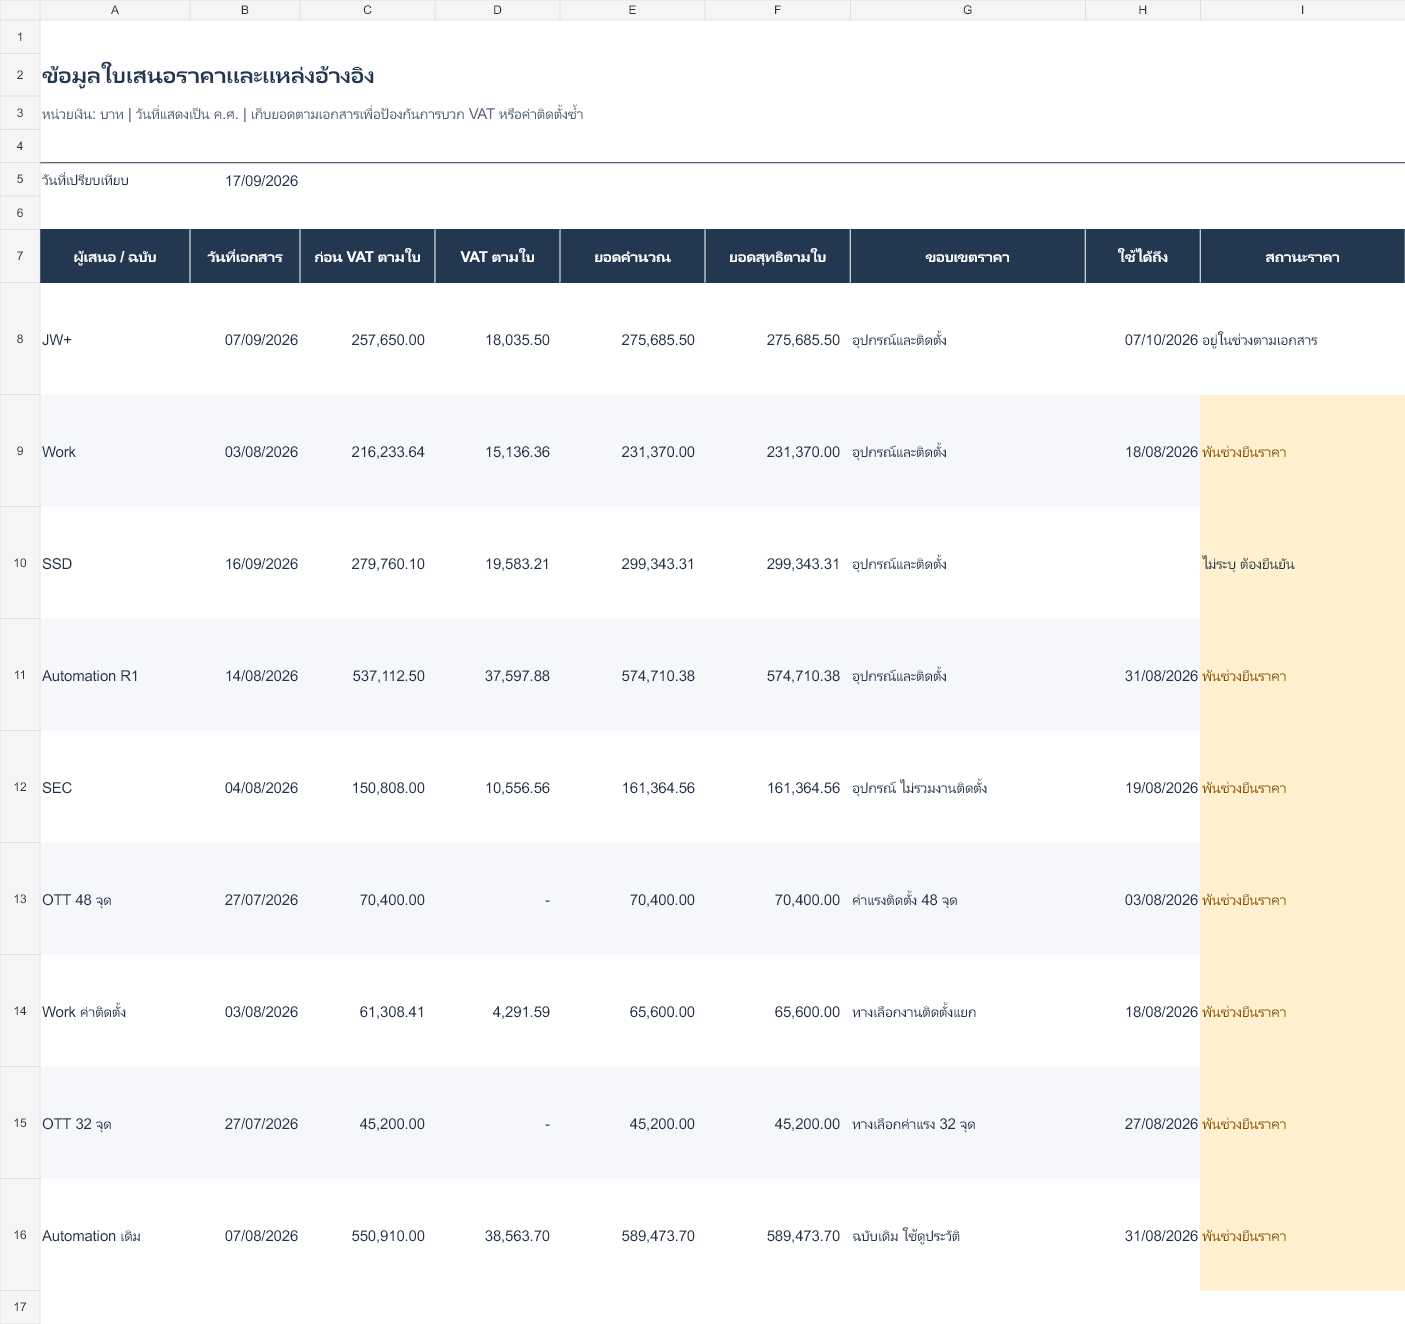 A B C D E F G H I
1
2 ข้อมูลใบเสนอราคาและแหล่งอ้างอิง
3 หน่วยเงิน: บาท | วันที่แสดงเป็น ค.ศ. | เก็บยอดตามเอกสารเพื่อป้องกันการบวก VAT หรือค่าติดตั้งซ้ำ
4
5 วันที่เปรียบเทียบ 17/09/2026
6
7 ผู้เสนอ / ฉบับ วันที่เอกสาร ก่อน VAT ตามใบ VAT ตามใบ ยอดคำนวณ ยอดสุทธิตามใบ ขอบเขตราคา ใช้ได้ถึง สถานะราคา
8 JW+ 07/09/2026 257,650.00 18,035.50 275,685.50 275,685.50 อุปกรณ์และติดตั้ง 07/10/2026 อยู่ในช่วงตามเอกสาร
9 Work 03/08/2026 216,233.64 15,136.36 231,370.00 231,370.00 อุปกรณ์และติดตั้ง 18/08/2026 พ้นช่วงยืนราคา
10 SSD 16/09/2026 279,760.10 19,583.21 299,343.31 299,343.31 อุปกรณ์และติดตั้ง ไม่ระบุ ต้องยืนยัน
11 Automation R1 14/08/2026 537,112.50 37,597.88 574,710.38 574,710.38 อุปกรณ์และติดตั้ง 31/08/2026 พ้นช่วงยืนราคา
12 SEC 04/08/2026 150,808.00 10,556.56 161,364.56 161,364.56 อุปกรณ์ ไม่รวมงานติดตั้ง 19/08/2026 พ้นช่วงยืนราคา
13 OTT 48 จุด 27/07/2026 70,400.00 - 70,400.00 70,400.00 ค่าแรงติดตั้ง 48 จุด 03/08/2026 พ้นช่วงยืนราคา
14 Work ค่าติดตั้ง 03/08/2026 61,308.41 4,291.59 65,600.00 65,600.00 ทางเลือกงานติดตั้งแยก 18/08/2026 พ้นช่วงยืนราคา
15 OTT 32 จุด 27/07/2026 45,200.00 - 45,200.00 45,200.00 ทางเลือกค่าแรง 32 จุด 27/08/2026 พ้นช่วงยืนราคา
16 Automation เดิม 07/08/2026 550,910.00 38,563.70 589,473.70 589,473.70 ฉบับเดิม ใช้ดูประวัติ 31/08/2026 พ้นช่วงยืนราคา
17